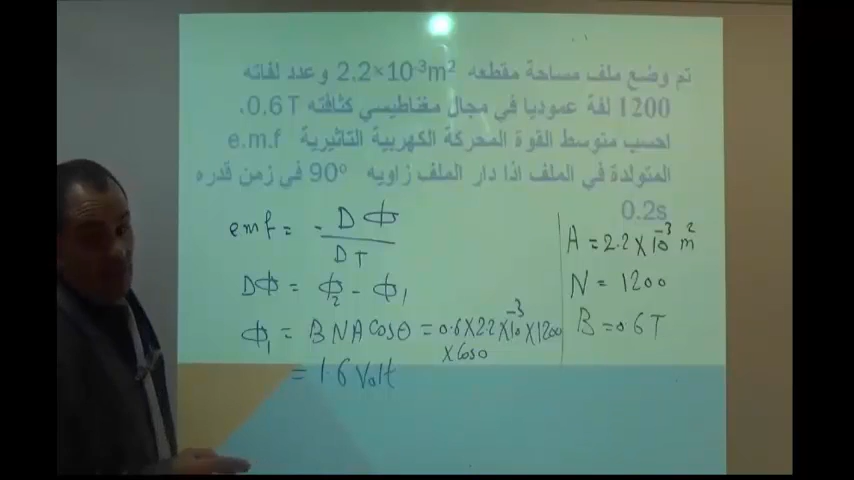 تم وضع ملف مساحة مقطعه 2.2×10⁻³m² وعدد لفاته
1200 لفة عموديا في مجال مغناطيسي كثافته 0.6T.
احسب متوسط القوة المحركة الكهربية التاثيرية e.m.f
المتولدة في الملف اذا دار الملف زاويه 90° في زمن قدره
0.2s
emf = - DΦ / DT
DΦ = Φ₂ - Φ₁
Φ₁ = BNA cosθ = 0.6 X 2.2 X 10⁻³ X 1200
X cos 0
= 1.6 Volt
A = 2.2 X 10⁻³ m²
N = 1200
B = 0.6 T